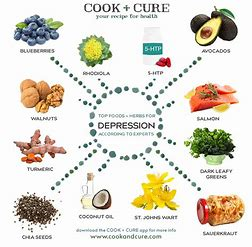 COOK + CURE
your recipe for health
5-HTP
BLUEBERRIES
RHODIOLA
5-HTP
AVOCADOS
TOP FOODS + HERBS FOR
DEPRESSION
ACCORDING TO EXPERTS
WALNUTS
SALMON
TURMERIC
DARK LEAFY
GREENS
CHIA SEEDS
COCONUT OIL
ST. JOHNS WART
SAUERKRAUT
download the COOK + CURE app for more info
www.cookandcure.com